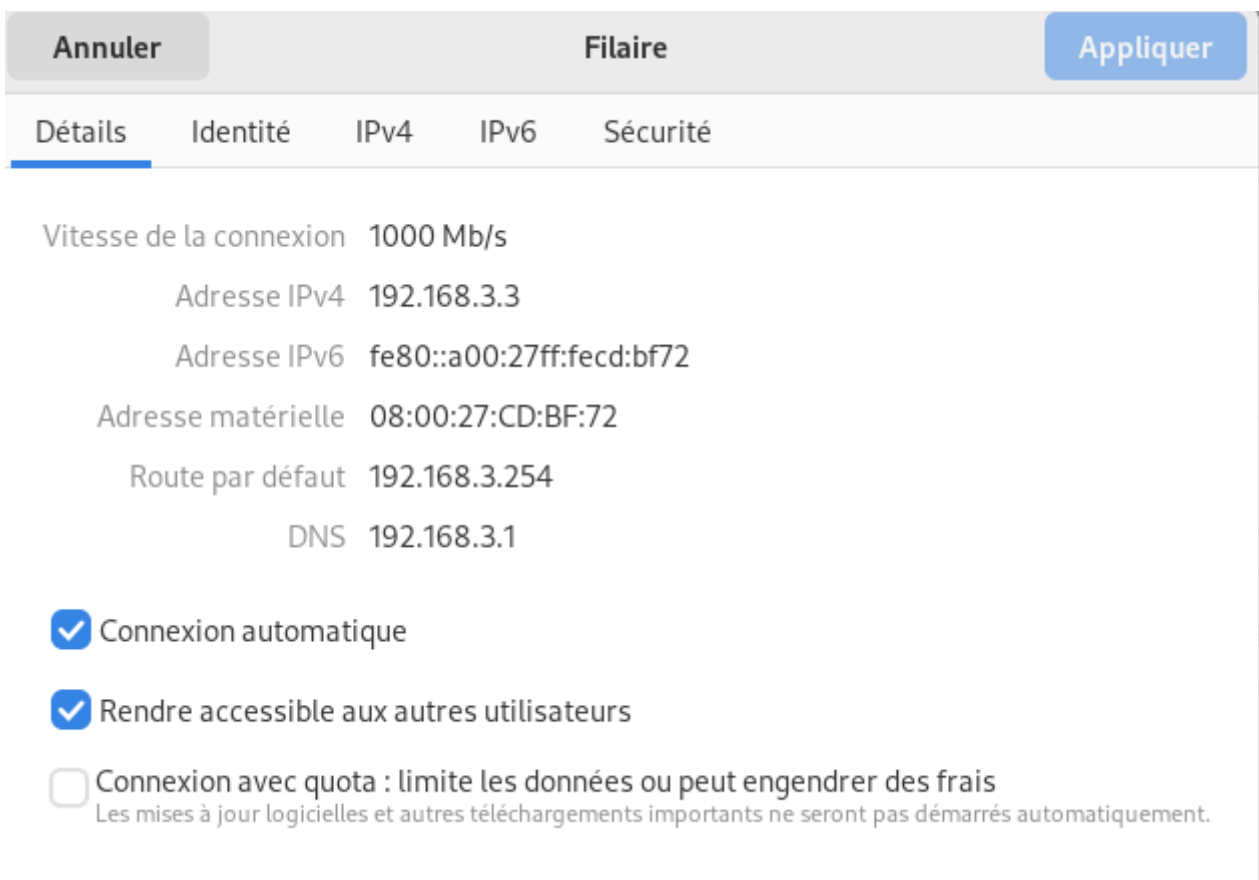 Annuler Filaire Appliquer
Détails Identité IPv4 IPv6 Sécurité
Vitesse de la connexion 1000 Mb/s
Adresse IPv4 192.168.3.3
Adresse IPv6 fe80::a00:27ff:fecd:bf72
Adresse matérielle 08:00:27:CD:BF:72
Route par défaut 192.168.3.254
DNS 192.168.3.1
Connexion automatique
Rendre accessible aux autres utilisateurs
Connexion avec quota : limite les données ou peut engendrer des frais
Les mises à jour logicielles et autres téléchargements importants ne seront pas démarrés automatiquement.